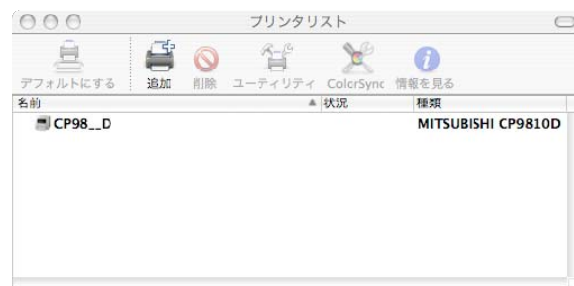 プリンタリスト
デフォルトにする 追加 削除 ユーティリティ ColorSync 情報を見る
名前 状況 種類
CP98__D MITSUBISHI CP9810D